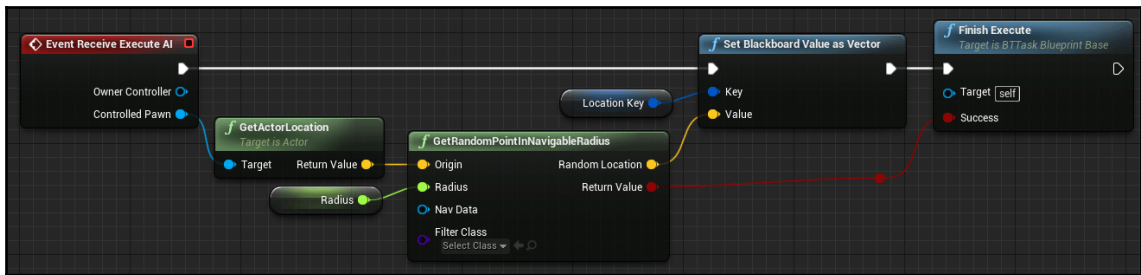 Event Receive Execute AI
Owner Controller
Controlled Pawn
f GetActorLocation
Target is Actor
Target Return Value
Radius
f GetRandomPointInNavigableRadius
Origin Random Location
Radius Return Value
Nav Data
Filter Class
Select Class
Location Key
f Set Blackboard Value as Vector
Key
Value
f Finish Execute
Target is BTTask Blueprint Base
Target self
Success